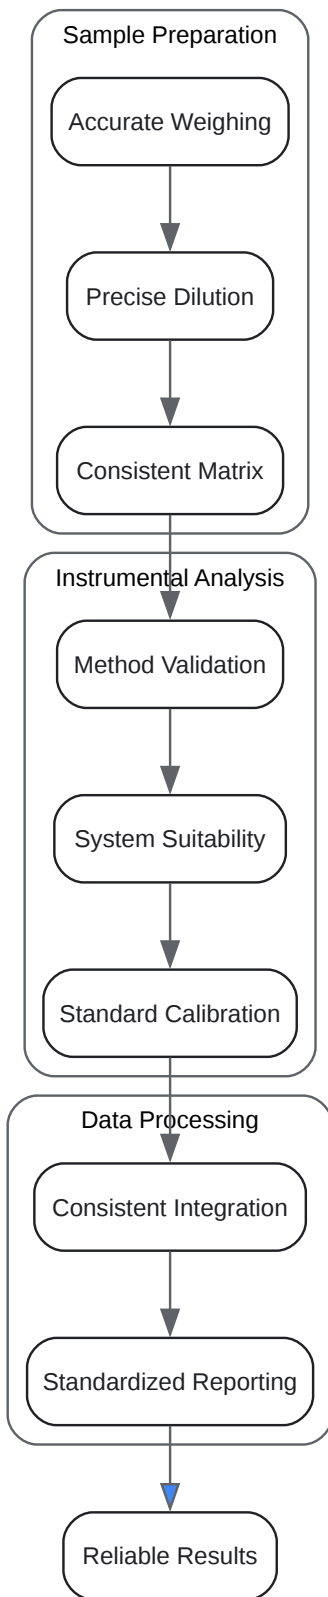 Sample Preparation
Accurate Weighing
Precise Dilution
Consistent Matrix
Instrumental Analysis
Method Validation
System Suitability
Standard Calibration
Data Processing
Consistent Integration
Standardized Reporting
Reliable Results